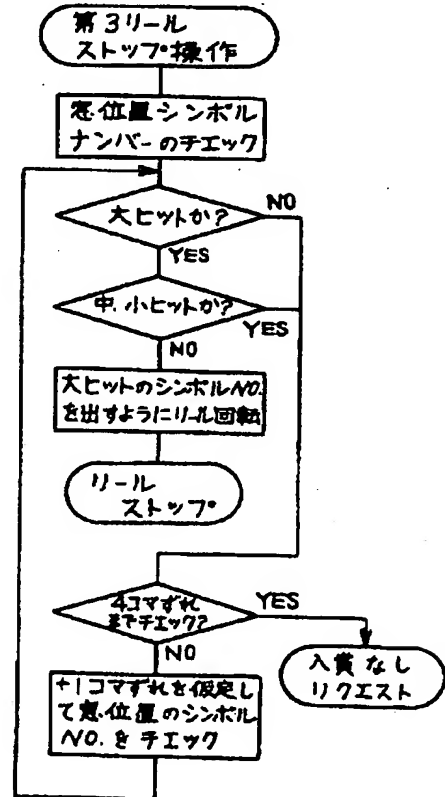 第3リール
ストップ操作
窓位置シンボル
ナンバーのチェック
大ヒットか?
NO
YES
中.小ヒットか?
YES
NO
大ヒットのシンボルNO.
を出すようにリール回転
リール
ストップ
4コマずれ
までチェック?
YES
NO
入賞なし
リクエスト
+1コマずれを仮定し
て窓位置のシンボル
NO.をチェック